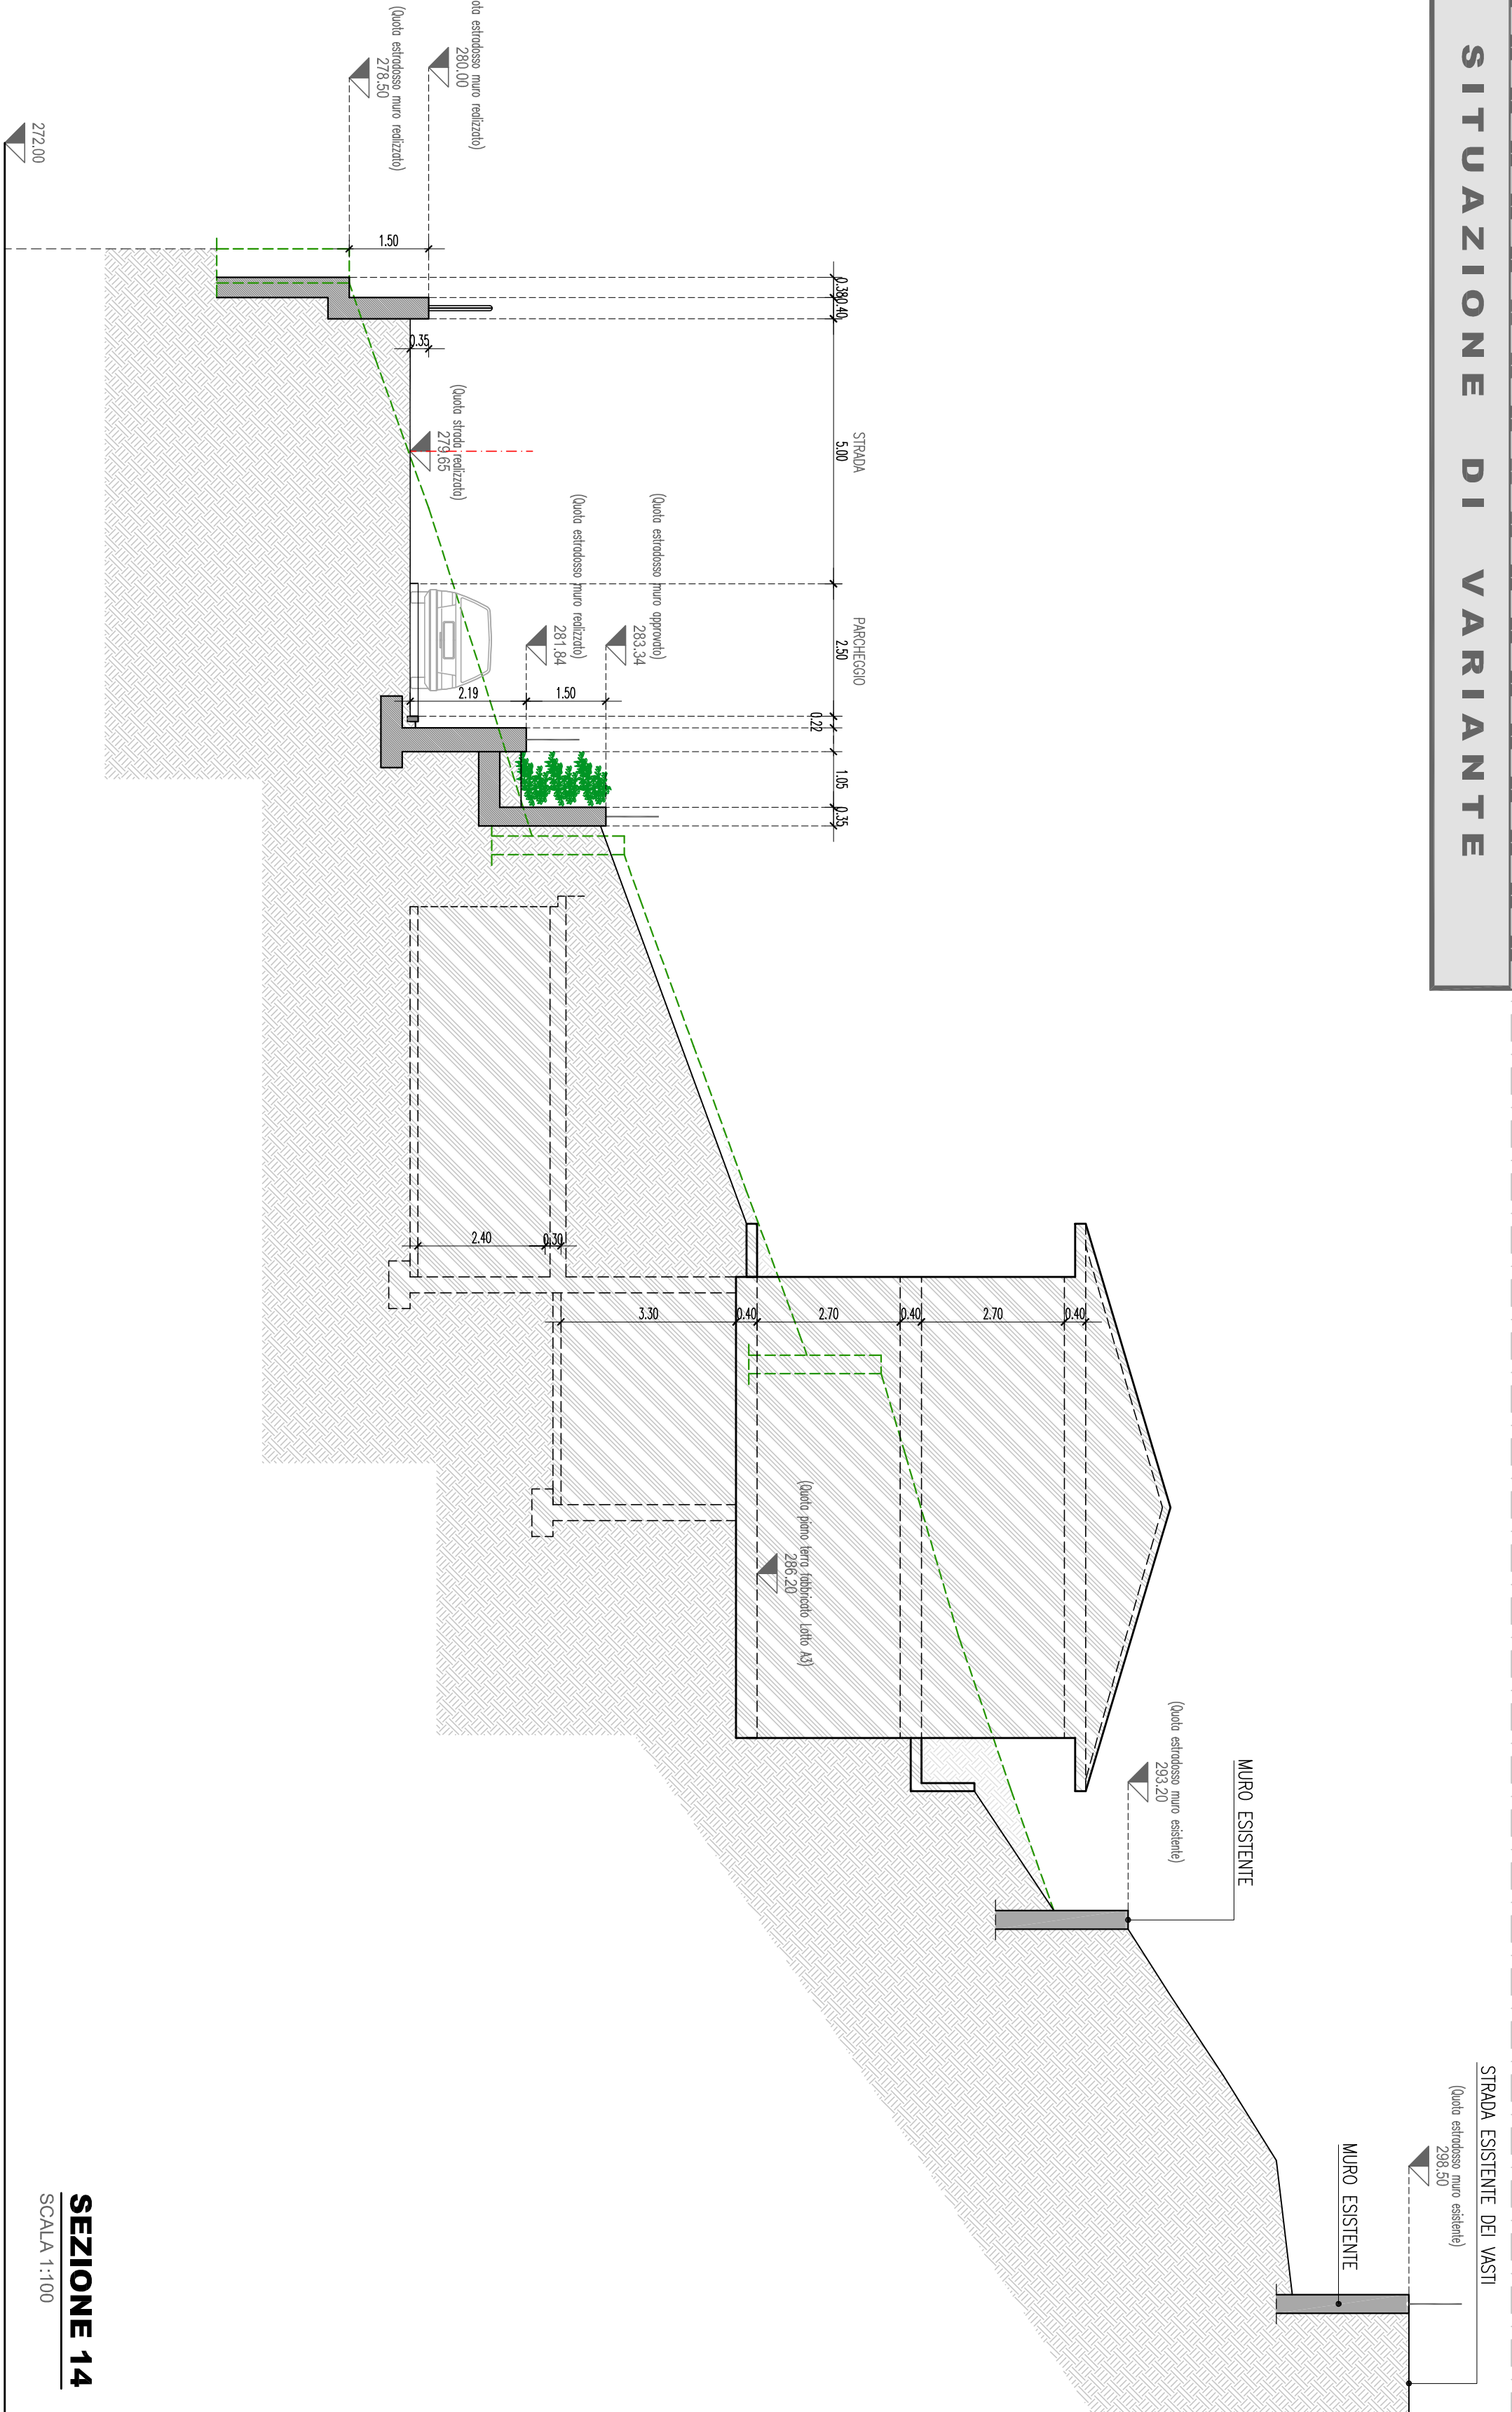 SITUAZIONE DI VARIANTE
STRADA ESISTENTE DEI VASTI
(Quota estradosso muro esistente)
298.50
MURO ESISTENTE
MURO ESISTENTE
(Quota estradosso muro esistente)
293.20
STRADA
5.00
PARCHEGGIO
2.50
0.38
0.40
0.22
1.05
0.35
(Quota estradosso muro approvato)
283.34
(Quota estradosso muro realizzato)
281.84
1.50
2.19
(Quota piano terra fabbricato Lotto A3)
286.20
0.40
2.70
0.40
2.70
0.40
3.30
0.30
2.40
ota estradosso muro realizzato)
280.00
(Quota estradosso muro realizzato)
278.50
1.50
0.35
(Quota strada realizzata)
279.65
272.00
SEZIONE 14
SCALA 1:100